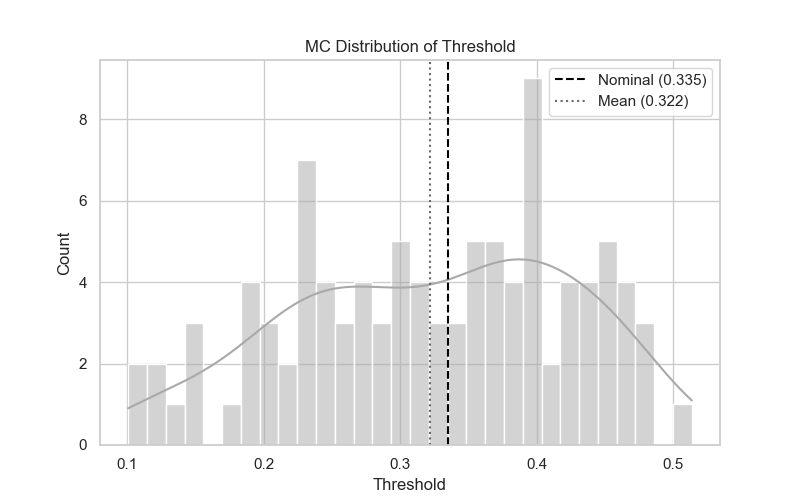 MC Distribution of Threshold
Nominal (0.335)
Mean (0.322)
Count
8
6
4
2
0
0.1 0.2 0.3 0.4 0.5
Threshold